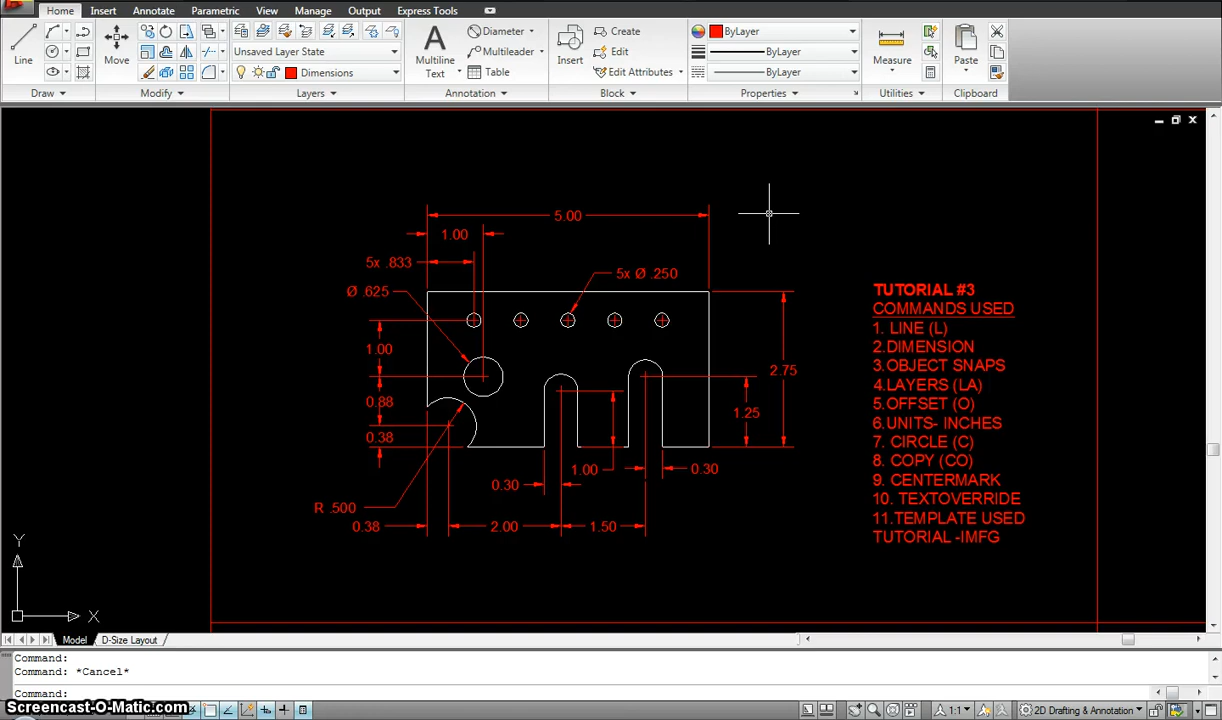 Home Insert Annotate Parametric View Manage Output Express Tools
Line Move Unsaved Layer State Dimensions Multiline Text Diameter Multileader Table Insert Create Edit Edit Attributes ByLayer ByLayer ByLayer Measure Paste
Draw Modify Layers Annotation Block Properties Utilities Clipboard
5.00
1.00
5x .833
5x Ø .250
Ø .625
1.00
2.75
0.88
1.25
0.38
1.00
0.30
0.30
R .500
0.38
2.00
1.50
TUTORIAL #3
COMMANDS USED
1. LINE (L)
2.DIMENSION
3.OBJECT SNAPS
4.LAYERS (LA)
5.OFFSET (O)
6.UNITS- INCHES
7. CIRCLE (C)
8. COPY (CO)
9. CENTERMARK
10. TEXTOVERRIDE
11.TEMPLATE USED
TUTORIAL -IMFG
Y
X
Model D-Size Layout
Command:
Command: *Cancel*
Command:
Screencast-O-Matic.com
1:1 2D Drafting & Annotation